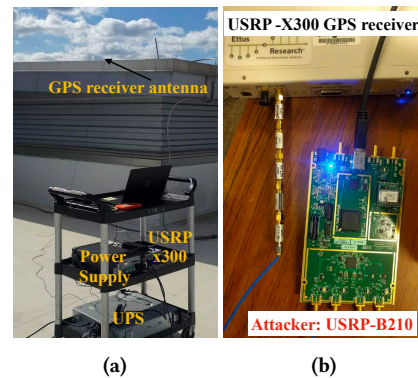 GPS receiver antenna
USRP
x300
Power
Supply
UPS
(a)
USRP -X300 GPS receiver
Ettus
Research
Attacker: USRP-B210
(b)